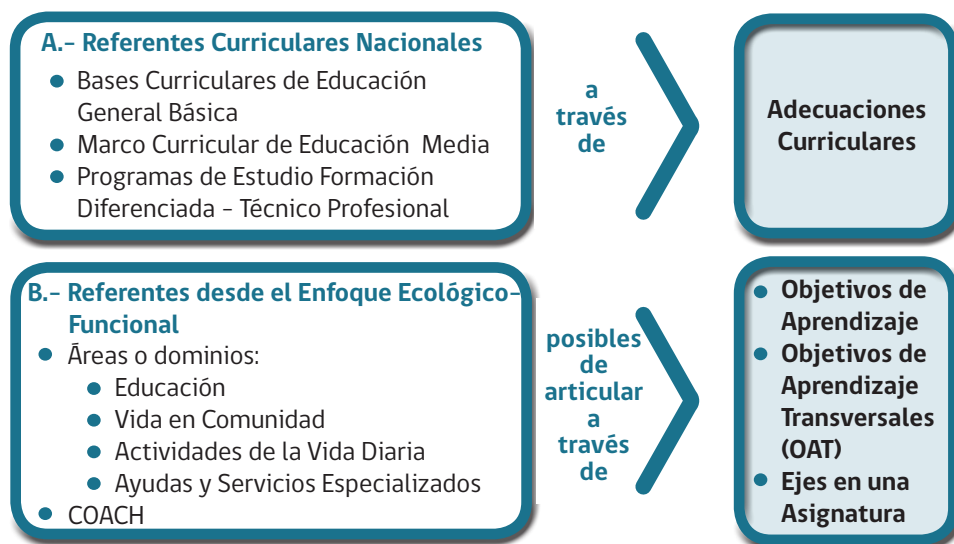 A.- Referentes Curriculares Nacionales
● Bases Curriculares de Educación
General Básica
● Marco Curricular de Educación Media
● Programas de Estudio Formación
Diferenciada - Técnico Profesional
a
través
de
Adecuaciones
Curriculares
B.- Referentes desde el Enfoque Ecológico-
Funcional
● Áreas o dominios:
● Educación
● Vida en Comunidad
● Actividades de la Vida Diaria
● Ayudas y Servicios Especializados
● COACH
posibles
de
articular
a
través
de
● Objetivos de
Aprendizaje
● Objetivos de
Aprendizaje
Transversales
(OAT)
● Ejes en una
Asignatura